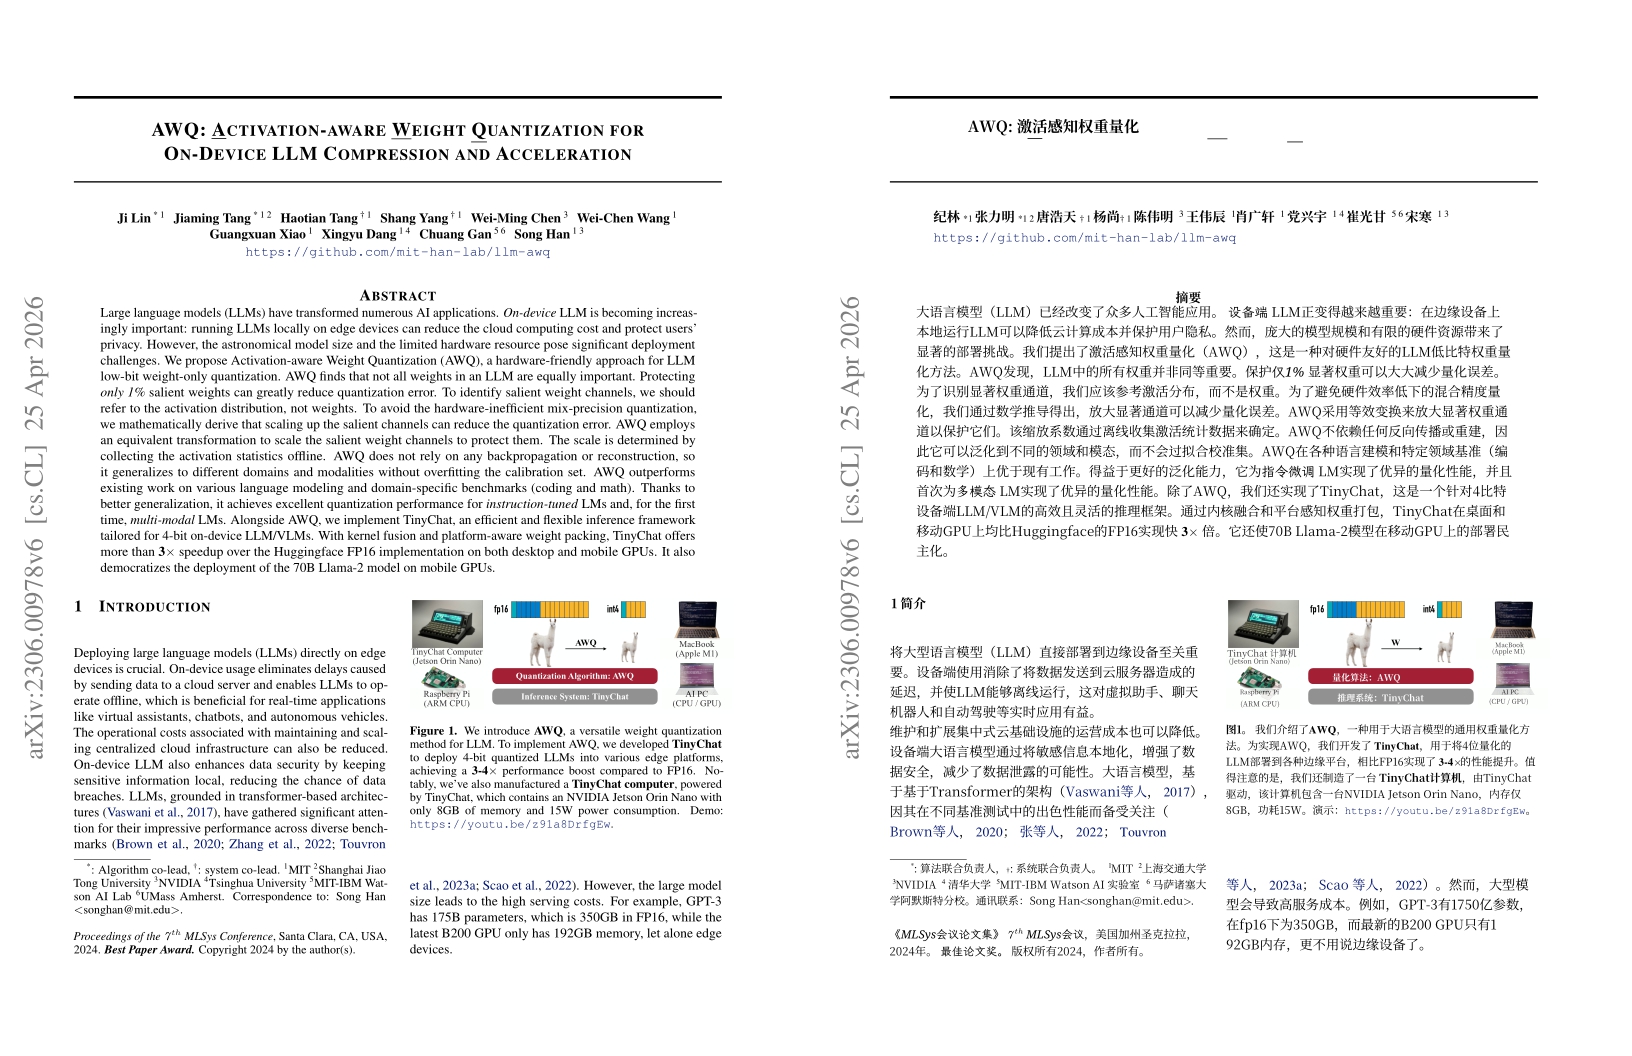 arXiv:2306.00978v6 [cs.CL] 25 Apr 2026
AWQ: ACTIVATION-AWARE WEIGHT QUANTIZATION FOR
ON-DEVICE LLM COMPRESSION AND ACCELERATION
Ji Lin *1 Jiaming Tang *12 Haotian Tang †1 Shang Yang †1 Wei-Ming Chen 3 Wei-Chen Wang 1
Guangxuan Xiao 1 Xingyu Dang 14 Chuang Gan 56 Song Han 13
https://github.com/mit-han-lab/llm-awq
ABSTRACT
Large language models (LLMs) have transformed numerous AI applications. On-device LLM is becoming increas-
ingly important: running LLMs locally on edge devices can reduce the cloud computing cost and protect users'
privacy. However, the astronomical model size and the limited hardware resource pose significant deployment
challenges. We propose Activation-aware Weight Quantization (AWQ), a hardware-friendly approach for LLM
low-bit weight-only quantization. AWQ finds that not all weights in an LLM are equally important. Protecting
only 1% salient weights can greatly reduce quantization error. To identify salient weight channels, we should
refer to the activation distribution, not weights. To avoid the hardware-inefficient mix-precision quantization,
we mathematically derive that scaling up the salient channels can reduce the quantization error. AWQ employs
an equivalent transformation to scale the salient weight channels to protect them. The scale is determined by
collecting the activation statistics offline. AWQ does not rely on any backpropagation or reconstruction, so
it generalizes to different domains and modalities without overfitting the calibration set. AWQ outperforms
existing work on various language modeling and domain-specific benchmarks (coding and math). Thanks to
better generalization, it achieves excellent quantization performance for instruction-tuned LMs and, for the first
time, multi-modal LMs. Alongside AWQ, we implement TinyChat, an efficient and flexible inference framework
tailored for 4-bit on-device LLM/VLMs. With kernel fusion and platform-aware weight packing, TinyChat offers
more than 3× speedup over the Huggingface FP16 implementation on both desktop and mobile GPUs. It also
democratizes the deployment of the 70B Llama-2 model on mobile GPUs.
1 INTRODUCTION
Deploying large language models (LLMs) directly on edge
devices is crucial. On-device usage eliminates delays caused
by sending data to a cloud server and enables LLMs to op-
erate offline, which is beneficial for real-time applications
like virtual assistants, chatbots, and autonomous vehicles.
The operational costs associated with maintaining and scal-
ing centralized cloud infrastructure can also be reduced.
On-device LLM also enhances data security by keeping
sensitive information local, reducing the chance of data
breaches. LLMs, grounded in transformer-based architec-
tures (Vaswani et al., 2017), have gathered significant atten-
tion for their impressive performance across diverse bench-
marks (Brown et al., 2020; Zhang et al., 2022; Touvron
*: Algorithm co-lead, †: system co-lead. 1MIT 2Shanghai Jiao
Tong University 3NVIDIA 4Tsinghua University 5MIT-IBM Wat-
son AI Lab 6UMass Amherst. Correspondence to: Song Han
<songhan@mit.edu>.
Proceedings of the 7th MLSys Conference, Santa Clara, CA, USA,
2024. Best Paper Award. Copyright 2024 by the author(s).
fp16
int4
AWQ
TinyChat Computer
(Jetson Orin Nano)
MacBook
(Apple M1)
Quantization Algorithm: AWQ
Inference System: TinyChat
Raspberry Pi
(ARM CPU)
AI PC
(CPU / GPU)
Figure 1. We introduce AWQ, a versatile weight quantization
method for LLM. To implement AWQ, we developed TinyChat
to deploy 4-bit quantized LLMs into various edge platforms,
achieving a 3-4× performance boost compared to FP16. No-
tably, we've also manufactured a TinyChat computer, powered
by TinyChat, which contains an NVIDIA Jetson Orin Nano with
only 8GB of memory and 15W power consumption. Demo:
https://youtu.be/z91a8DrfgEw.
et al., 2023a; Scao et al., 2022). However, the large model
size leads to the high serving costs. For example, GPT-3
has 175B parameters, which is 350GB in FP16, while the
latest B200 GPU only has 192GB memory, let alone edge
devices.
arXiv:2306.00978v6 [cs.CL] 25 Apr 2026
AWQ: 激活感知权重量化
纪林 *1 张力明 *12 唐浩天 †1 杨尚†1 陈伟明 3 王伟辰 1肖广轩 1 党兴宇 14 崔光甘 56 宋寒 13
https://github.com/mit-han-lab/llm-awq
摘要
大语言模型（LLM）已经改变了众多人工智能应用。 设备端 LLM正变得越来越重要：在边缘设备上
本地运行LLM可以降低云计算成本并保护用户隐私。然而，庞大的模型规模和有限的硬件资源带来了
显著的部署挑战。我们提出了激活感知权重量化（AWQ），这是一种对硬件友好的LLM低比特权重量
化方法。AWQ发现，LLM中的所有权重并非同等重要。保护仅1% 显著权重可以大大减少量化误差。
为了识别显著权重通道，我们应该参考激活分布，而不是权重。为了避免硬件效率低下的混合精度量
化，我们通过数学推导得出，放大显著通道可以减少量化误差。AWQ采用等效变换来放大显著权重通
道以保护它们。该缩放系数通过离线收集激活统计数据来确定。AWQ不依赖任何反向传播或重建，因
此它可以泛化到不同的领域和模态，而不会过拟合校准集。AWQ在各种语言建模和特定领域基准（编
码和数学）上优于现有工作。得益于更好的泛化能力，它为指令微调 LM实现了优异的量化性能，并且
首次为多模态 LM实现了优异的量化性能。除了AWQ，我们还实现了TinyChat，这是一个针对4比特
设备端LLM/VLM的高效且灵活的推理框架。通过内核融合和平台感知权重打包，TinyChat在桌面和
移动GPU上均比Huggingface的FP16实现快 3× 倍。它还使70B Llama-2模型在移动GPU上的部署民
主化。
1 简介
将大型语言模型（LLM）直接部署到边缘设备至关重
要。设备端使用消除了将数据发送到云服务器造成的
延迟，并使LLM能够离线运行，这对虚拟助手、聊天
机器人和自动驾驶等实时应用有益。
维护和扩展集中式云基础设施的运营成本也可以降低。
设备端大语言模型通过将敏感信息本地化，增强了数
据安全，减少了数据泄露的可能性。大语言模型，基
于基于Transformer的架构（Vaswani等人，2017），
因其在不同基准测试中的出色性能而备受关注（
Brown等人， 2020； 张等人， 2022； Touvron
*: 算法联合负责人，†: 系统联合负责人。 1MIT 2上海交通大学
3NVIDIA 4 清华大学 5MIT-IBM Watson AI 实验室 6 马萨诸塞大
学阿默斯特分校。通讯联系：Song Han<songhan@mit.edu>.
《MLSys会议论文集》 7th MLSys会议，美国加州圣克拉拉，
2024年。 最佳论文奖。 版权所有2024，作者所有。
fp16
int4
W
TinyChat 计算机
(Jetson Orin Nano)
MacBook
(Apple M1)
量化算法：AWQ
推理系统：TinyChat
Raspberry Pi
(ARM CPU)
AI PC
(CPU / GPU)
图1。 我们介绍了AWQ，一种用于大语言模型的通用权重量化方
法。为实现AWQ，我们开发了 TinyChat，用于将4位量化的
LLM部署到各种边缘平台，相比FP16实现了 3-4×的性能提升。值
得注意的是，我们还制造了一台 TinyChat计算机，由TinyChat
驱动，该计算机包含一台NVIDIA Jetson Orin Nano，内存仅
8GB，功耗15W。演示：https://youtu.be/z91a8DrfgEw。
等人， 2023a； Scao 等人， 2022）。然而，大型模
型会导致高服务成本。例如，GPT-3有1750亿参数，
在fp16下为350GB，而最新的B200 GPU只有1
92GB内存，更不用说边缘设备了。